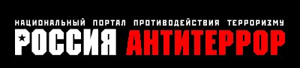 НАЦИОНАЛЬНЫЙ ПОРТАЛ ПРОТИВОДЕЙСТВИЯ ТЕРРОРИЗМУ
РОССИЯ АНТИТЕРРОР